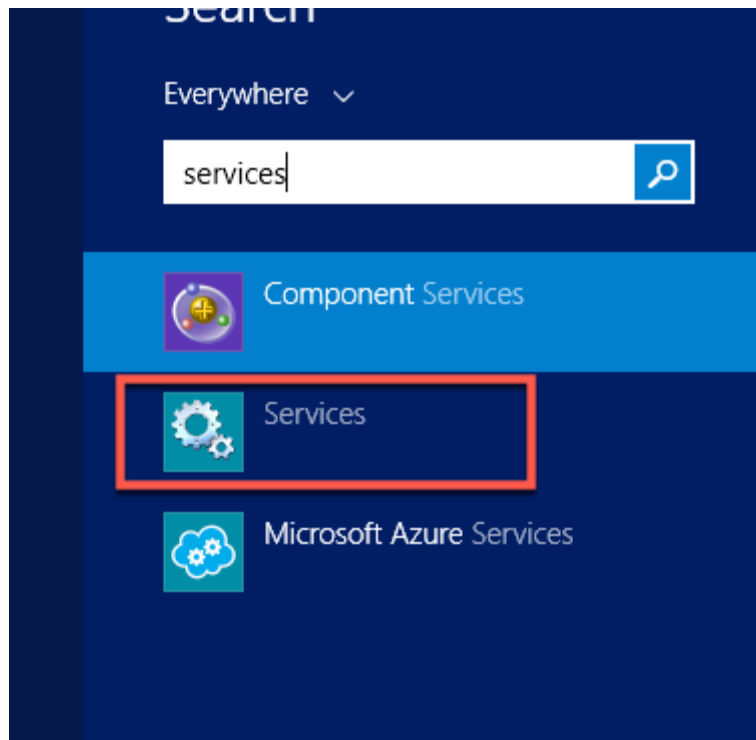 Search
Everywhere
services
Component Services
Services
Microsoft Azure Services